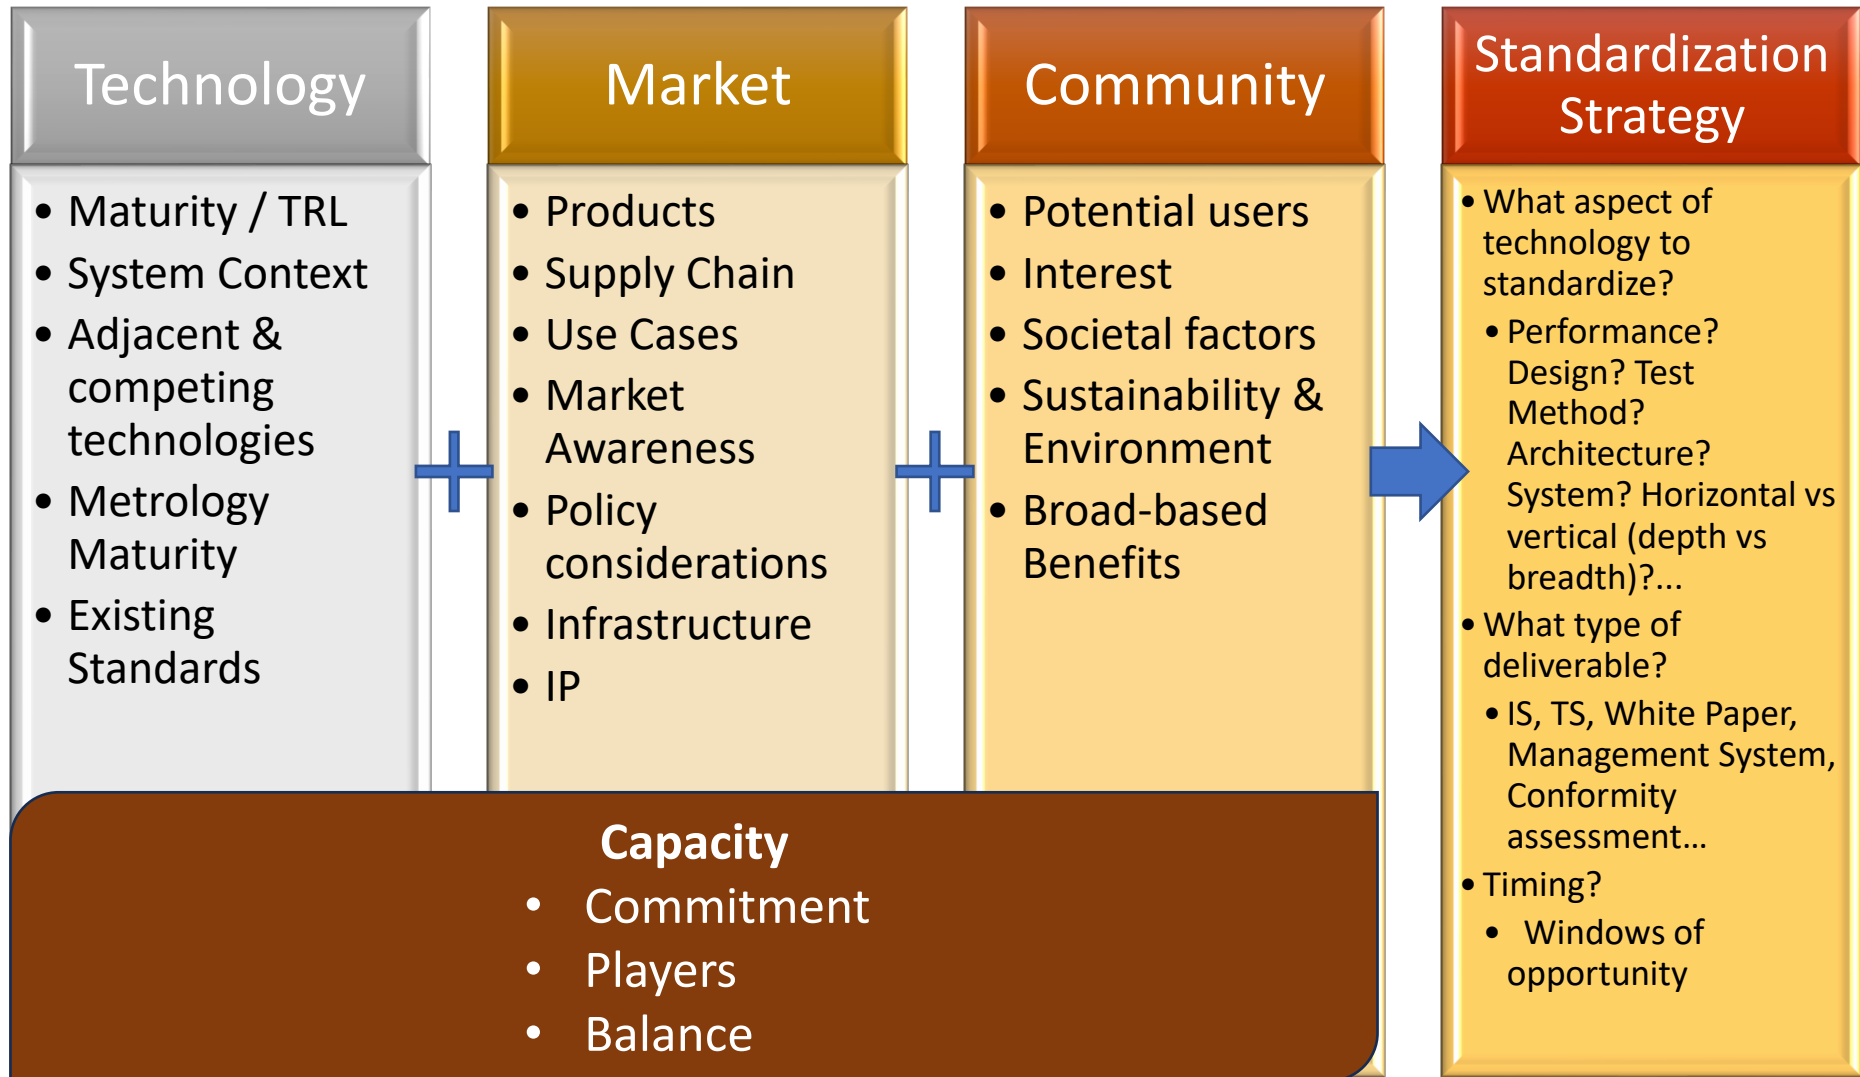 Technology
• Maturity / TRL
• System Context
• Adjacent &
competing
technologies
• Metrology
Maturity
• Existing
Standards
Market
• Products
• Supply Chain
• Use Cases
• Market
Awareness
• Policy
considerations
• Infrastructure
• IP
Community
• Potential users
• Interest
• Societal factors
• Sustainability &
Environment
• Broad-based
Benefits
Capacity
• Commitment
• Players
• Balance
Standardization
Strategy
• What aspect of
technology to
standardize?
• Performance?
Design? Test
Method?
Architecture?
System? Horizontal vs
vertical (depth vs
breadth)?...
• What type of
deliverable?
• IS, TS, White Paper,
Management System,
Conformity
assessment...
• Timing?
• Windows of
opportunity